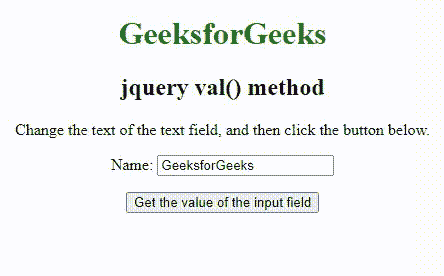 GeeksforGeeks
jquery val() method
Change the text of the text field, and then click the button below.
Name: GeeksforGeeks
Get the value of the input field